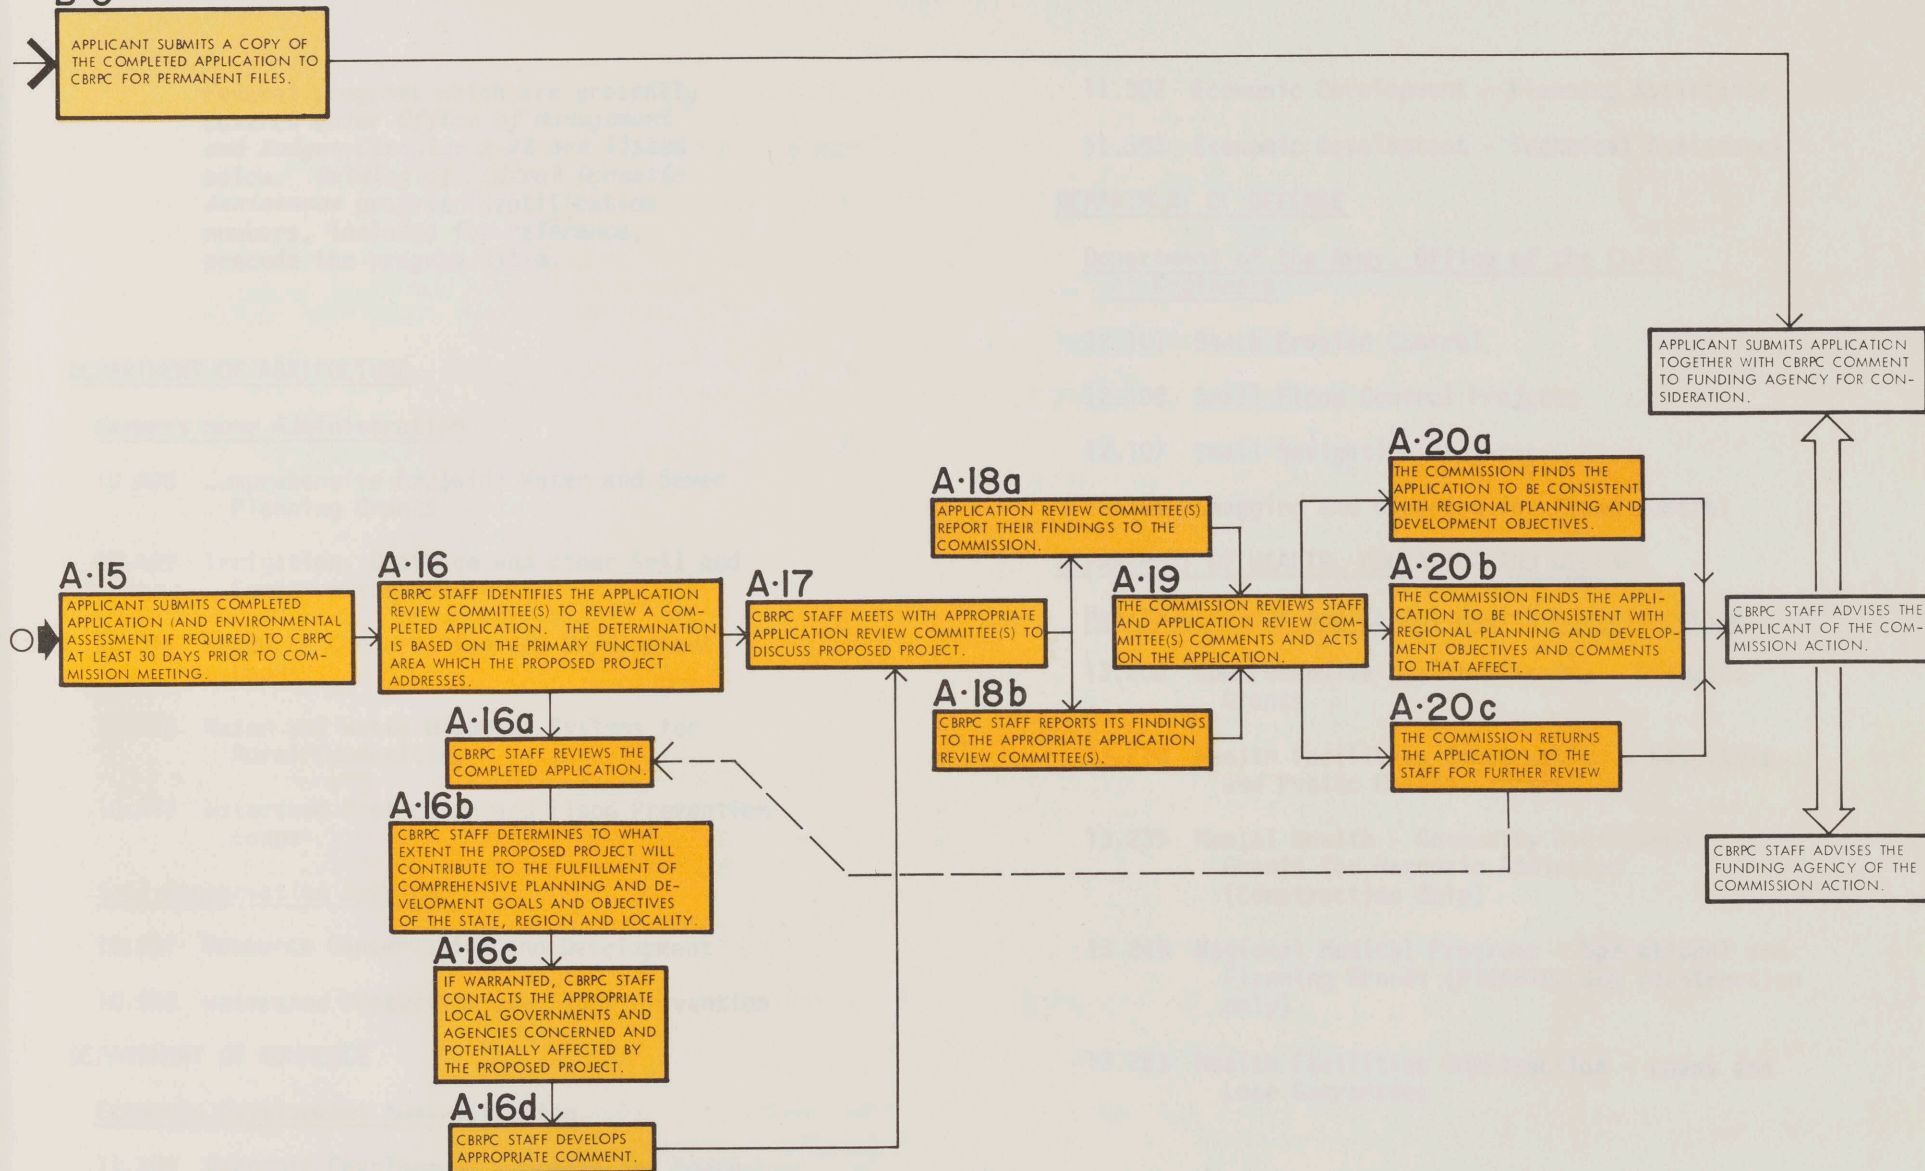 APPLICANT SUBMITS A COPY OF
THE COMPLETED APPLICATION TO
CBRPC FOR PERMANENT FILES.
APPLICANT SUBMITS APPLICATION
TOGETHER WITH CBRPC COMMENT
TO FUNDING AGENCY FOR CON-
SIDERATION.
A·15
APPLICANT SUBMITS COMPLETED
APPLICATION (AND ENVIRONMENTAL
ASSESSMENT IF REQUIRED) TO CBRPC
AT LEAST 30 DAYS PRIOR TO COM-
MISSION MEETING.
A·16
CBRPC STAFF IDENTIFIES THE APPLICATION
REVIEW COMMITTEE(S) TO REVIEW A COM-
PLETED APPLICATION. THE DETERMINATION
IS BASED ON THE PRIMARY FUNCTIONAL
AREA WHICH THE PROPOSED PROJECT
ADDRESSES.
A·16a
CBRPC STAFF REVIEWS THE
COMPLETED APPLICATION.
A·16b
CBRPC STAFF DETERMINES TO WHAT
EXTENT THE PROPOSED PROJECT WILL
CONTRIBUTE TO THE FULFILLMENT OF
COMPREHENSIVE PLANNING AND DE-
VELOPMENT GOALS AND OBJECTIVES
OF THE STATE, REGION AND LOCALITY.
A·16c
IF WARRANTED, CBRPC STAFF
CONTACTS THE APPROPRIATE
LOCAL GOVERNMENTS AND
AGENCIES CONCERNED AND
POTENTIALLY AFFECTED BY
THE PROPOSED PROJECT.
A·16d
CBRPC STAFF DEVELOPS
APPROPRIATE COMMENT.
A·17
CBRPC STAFF MEETS WITH APPROPRIATE
APPLICATION REVIEW COMMITTEE(S) TO
DISCUSS PROPOSED PROJECT.
A·18a
APPLICATION REVIEW COMMITTEE(S)
REPORT THEIR FINDINGS TO THE
COMMISSION.
A·18b
CBRPC STAFF REPORTS ITS FINDINGS
TO THE APPROPRIATE APPLICATION
REVIEW COMMITTEE(S).
A·19
THE COMMISSION REVIEWS STAFF
AND APPLICATION REVIEW COM-
MITTEE(S) COMMENTS AND ACTS
ON THE APPLICATION.
A·20a
THE COMMISSION FINDS THE
APPLICATION TO BE CONSISTENT
WITH REGIONAL PLANNING AND
DEVELOPMENT OBJECTIVES.
A·20b
THE COMMISSION FINDS THE APPLI-
CATION TO BE INCONSISTENT WITH
REGIONAL PLANNING AND DEVELOP-
MENT OBJECTIVES AND COMMENTS
TO THAT AFFECT.
A·20c
THE COMMISSION RETURNS
THE APPLICATION TO THE
STAFF FOR FURTHER REVIEW
CBRPC STAFF ADVISES THE
APPLICANT OF THE COM-
MISSION ACTION.
CBRPC STAFF ADVISES THE
FUNDING AGENCY OF THE
COMMISSION ACTION.